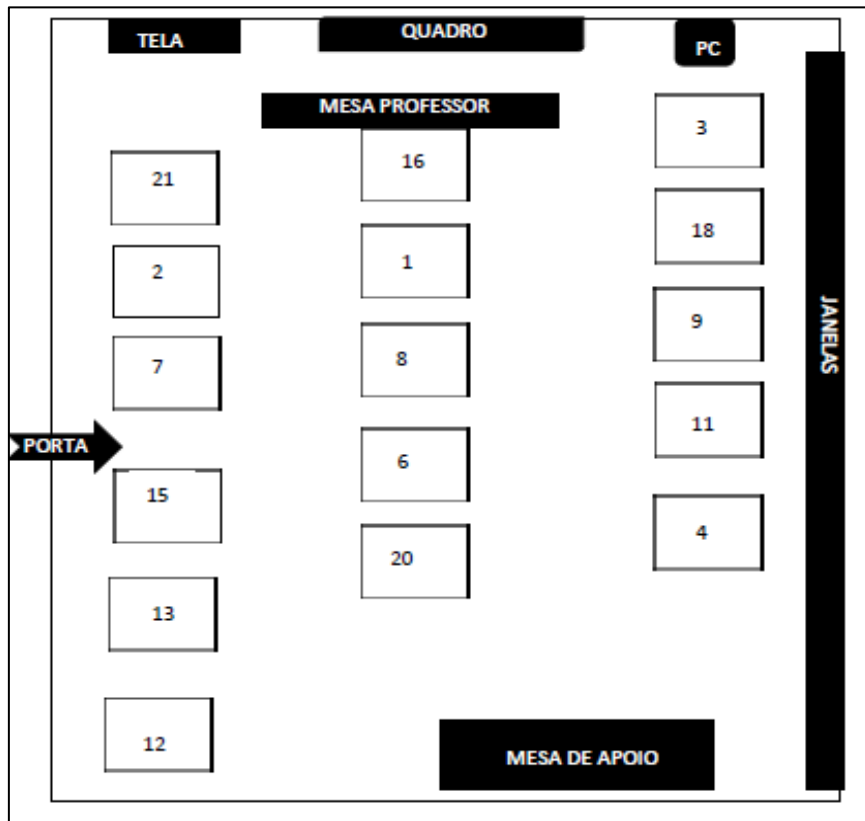 TELA
QUADRO
PC
MESA PROFESSOR
3
16
21
18
1
2
9
8
7
JANELAS
11
PORTA
6
15
4
20
13
12
MESA DE APOIO